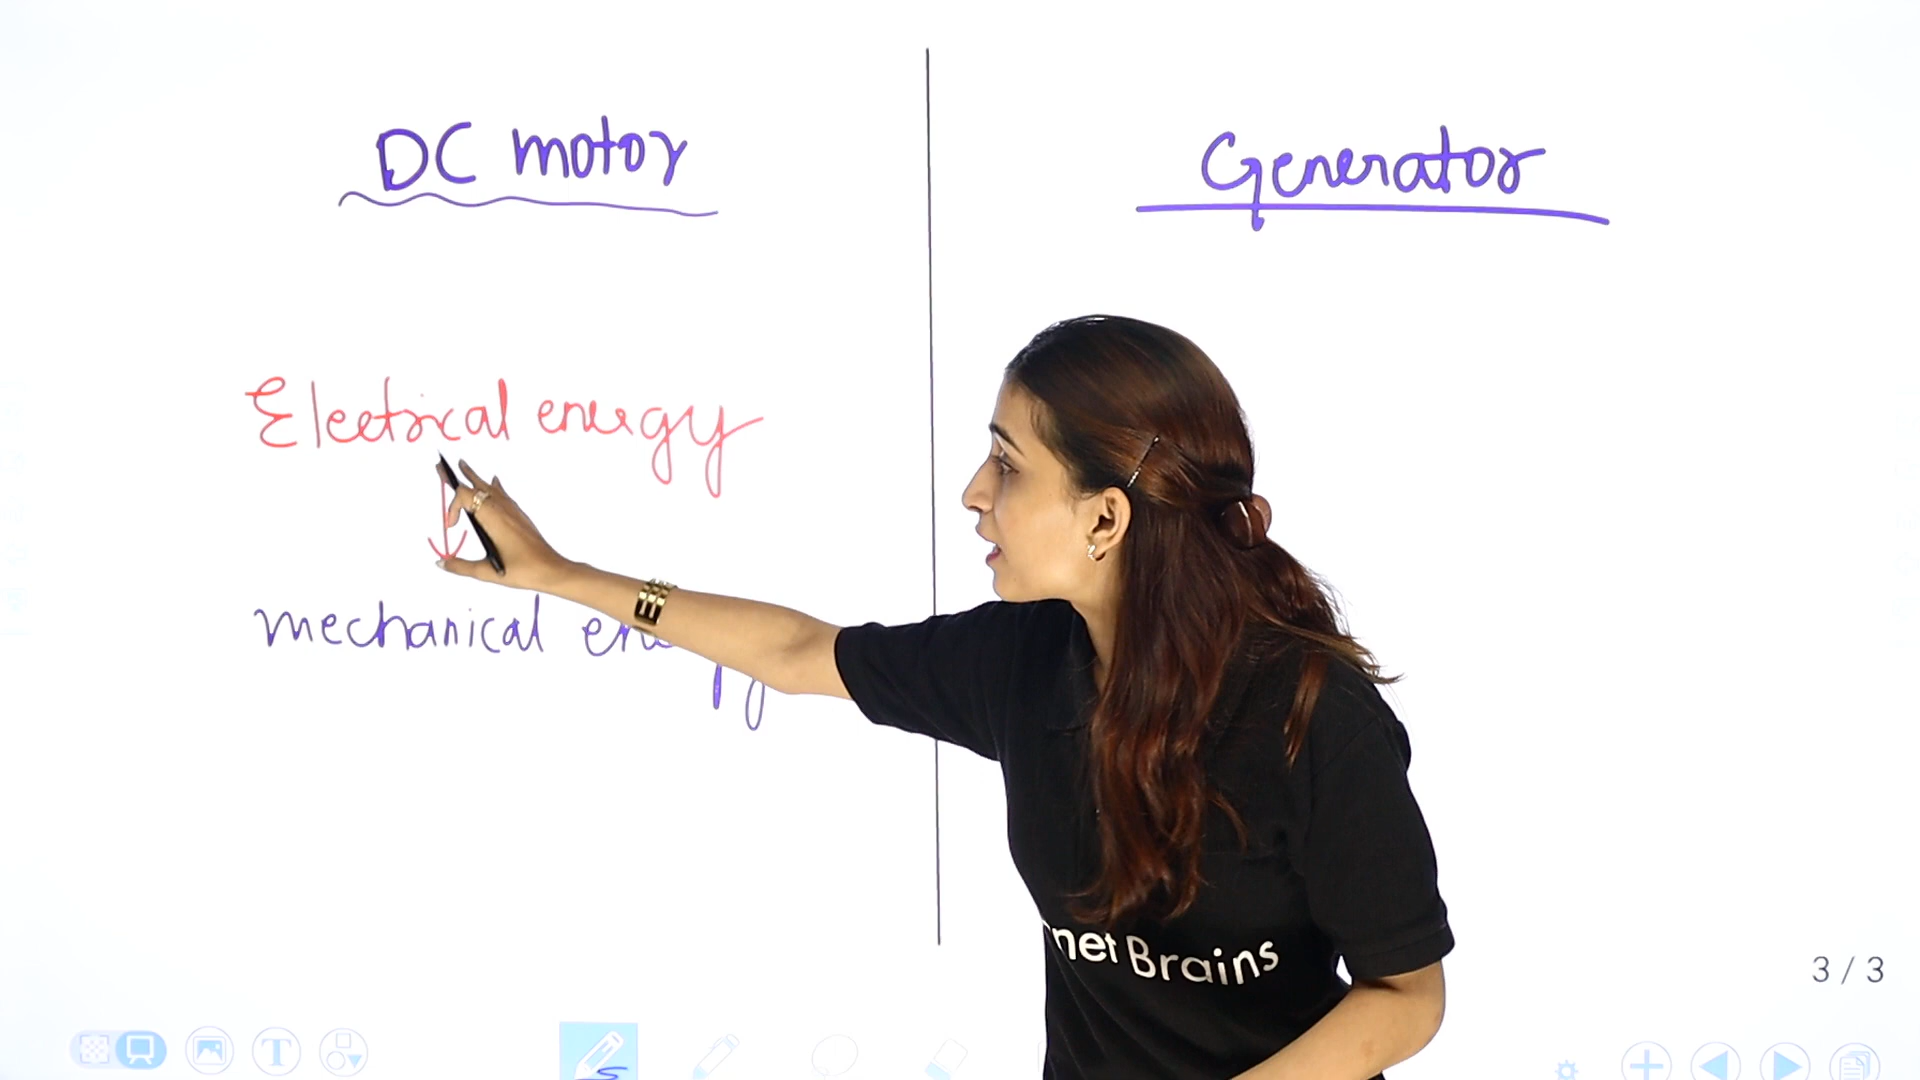 DC motor
Generator
Electrical energy
mechanical
net Brains
3 / 3
T